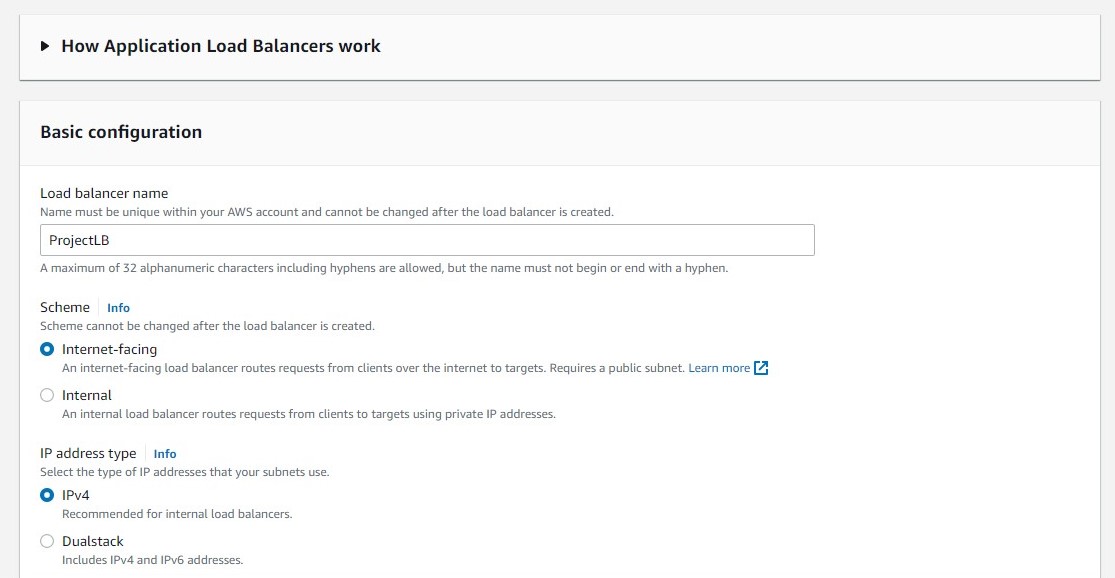 How Application Load Balancers work
Basic configuration
Load balancer name
Name must be unique within your AWS account and cannot be changed after the load balancer is created.
ProjectLB
A maximum of 32 alphanumeric characters including hyphens are allowed, but the name must not begin or end with a hyphen.
Scheme Info
Scheme cannot be changed after the load balancer is created.
Internet-facing
An internet-facing load balancer routes requests from clients over the internet to targets. Requires a public subnet. Learn more
Internal
An internal load balancer routes requests from clients to targets using private IP addresses.
IP address type Info
Select the type of IP addresses that your subnets use.
IPv4
Recommended for internal load balancers.
Dualstack
Includes IPv4 and IPv6 addresses.